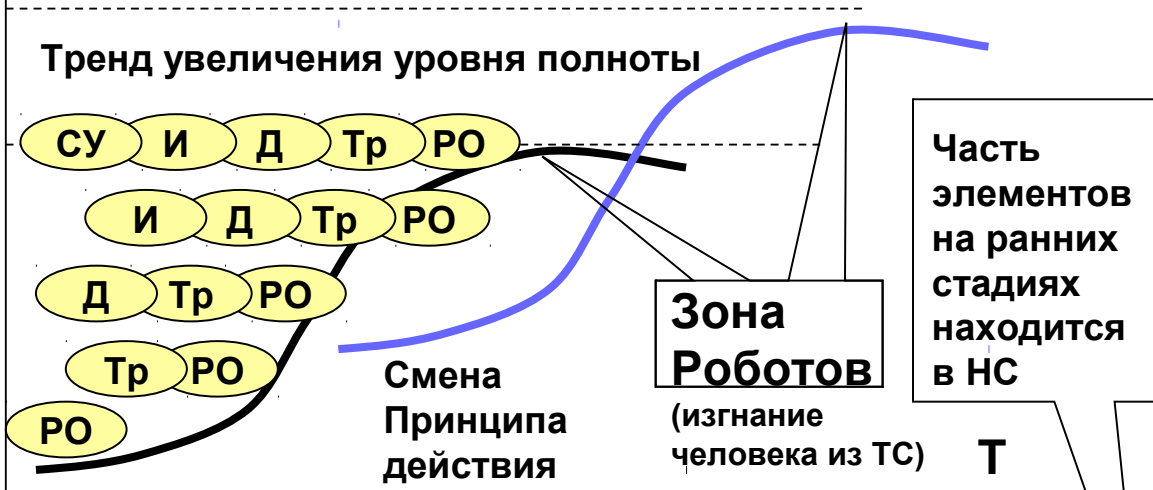 Тренд увеличения уровня полноты
СУ И Д Тр РО
И Д Тр РО
Д Тр РО
Тр РО
РО
Смена
Принципа
действия
Зона
Роботов
(изгнание
человека из ТС)
Часть
элементов
на ранних
стадиях
находится
в НС
Т